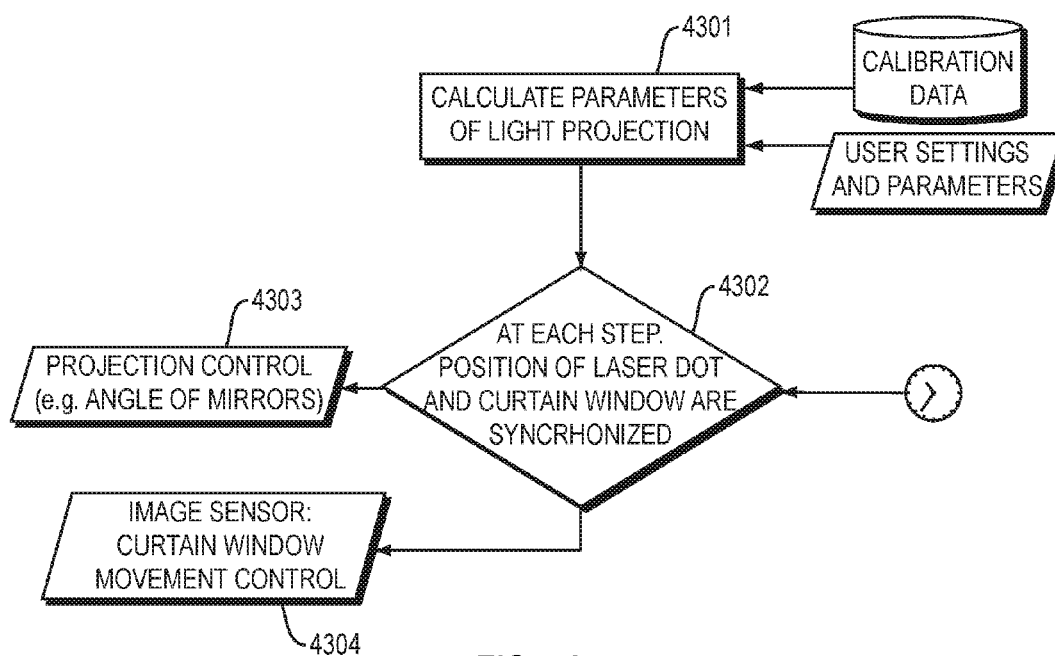 4301
CALIBRATION
DATA
CALCULATE PARAMETERS
OF LIGHT PROJECTION
USER SETTINGS
AND PARAMETERS
4302
4303
AT EACH STEP.
POSITION OF LASER DOT
AND CURTAIN WINDOW ARE
SYNCRHONIZED
PROJECTION CONTROL
(e.g. ANGLE OF MIRRORS)
IMAGE SENSOR:
CURTAIN WINDOW
MOVEMENT CONTROL
4304